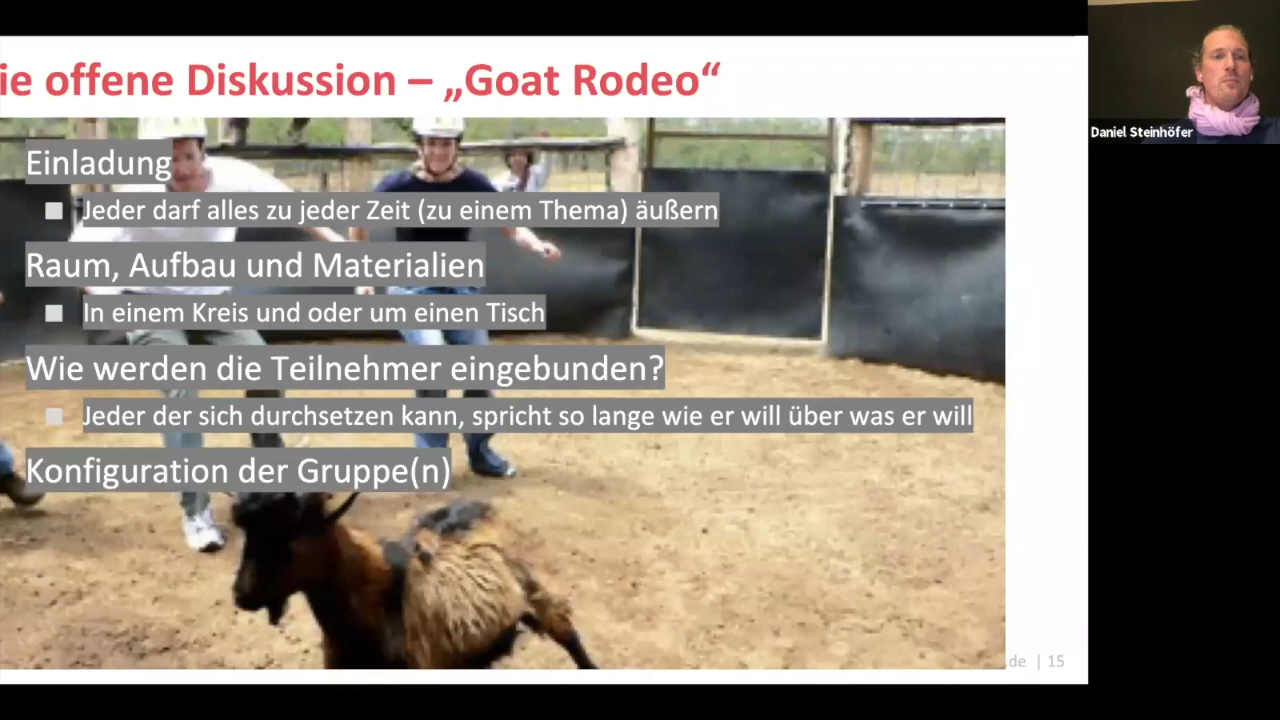 ie offene Diskussion – „Goat Rodeo“
Daniel Steinhöfer
Einladung
Jeder darf alles zu jeder Zeit (zu einem Thema) äußern
Raum, Aufbau und Materialien
In einem Kreis und oder um einen Tisch
Wie werden die Teilnehmer eingebunden?
Jeder der sich durchsetzen kann, spricht so lange wie er will über was er will
Konfiguration der Gruppe(n)
.de | 15